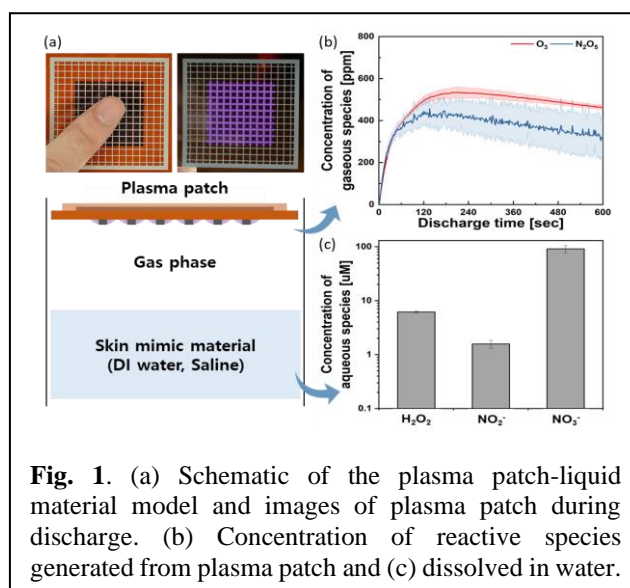 (a)
(b)
O₃ N₂O₅
Concentration of
gaseous species [ppm]
800
600
400
200
0
0 120 240 360 480 600
Discharge time [sec]
Plasma patch
Gas phase
Skin mimic material
(DI water, Saline)
(c)
Concentration of
aqueous species [uM]
100
10
1
0.1
H₂O₂ NO₂⁻ NO₃⁻
Fig. 1. (a) Schematic of the plasma patch-liquid
material model and images of plasma patch during
discharge. (b) Concentration of reactive species
generated from plasma patch and (c) dissolved in water.